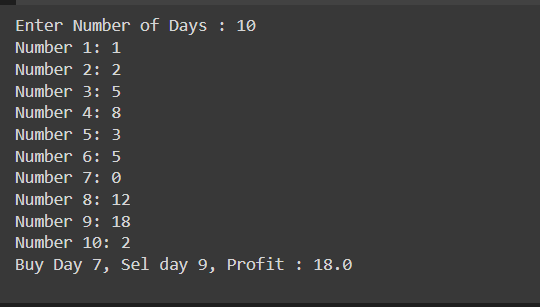 Enter Number of Days : 10
Number 1: 1
Number 2: 2
Number 3: 5
Number 4: 8
Number 5: 3
Number 6: 5
Number 7: 0
Number 8: 12
Number 9: 18
Number 10: 2
Buy Day 7, Sel day 9, Profit : 18.0